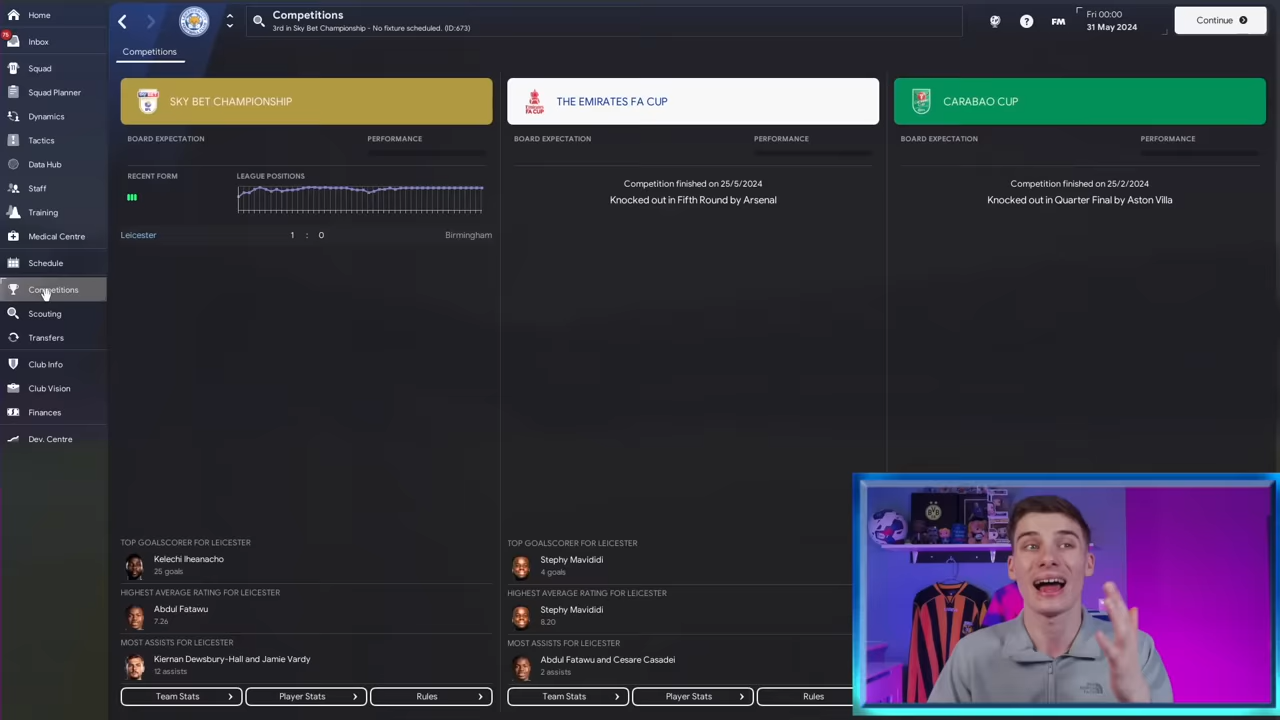 Home
75
Inbox
Squad
Squad Planner
Dynamics
Tactics
Data Hub
Staff
Training
Medical Centre
Schedule
Competitions
Scouting
Transfers
Club Info
Club Vision
Finances
Dev. Centre
Competitions
3rd in Sky Bet Championship - No fixture scheduled. (ID:673)
FM
Fri 00:00
31 May 2024
Continue
Competitions
SKY BET CHAMPIONSHIP
BOARD EXPECTATION PERFORMANCE
RECENT FORM LEAGUE POSITIONS
Leicester 1 : 0 Birmingham
TOP GOALSCORER FOR LEICESTER
Kelechi Iheanacho
25 goals
HIGHEST AVERAGE RATING FOR LEICESTER
Abdul Fatawu
7.26
MOST ASSISTS FOR LEICESTER
Kiernan Dewsbury-Hall and Jamie Vardy
12 assists
Team Stats Player Stats Rules
THE EMIRATES FA CUP
BOARD EXPECTATION PERFORMANCE
Competition finished on 25/5/2024
Knocked out in Fifth Round by Arsenal
TOP GOALSCORER FOR LEICESTER
Stephy Mavididi
4 goals
HIGHEST AVERAGE RATING FOR LEICESTER
Stephy Mavididi
8.20
MOST ASSISTS FOR LEICESTER
Abdul Fatawu and Cesare Casadei
2 assists
Team Stats Player Stats Rules
CARABAO CUP
BOARD EXPECTATION PERFORMANCE
Competition finished on 25/2/2024
Knocked out in Quarter Final by Aston Villa